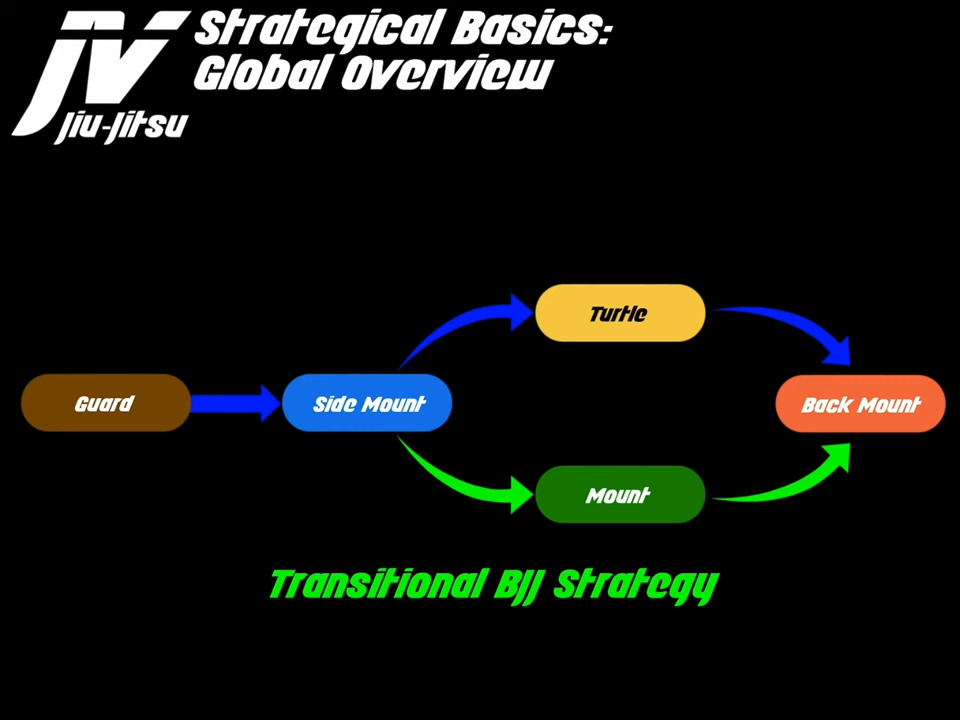 JV
Jiu-Jitsu
Strategical Basics:
Global Overview
Turtle
Guard
Side Mount
Back Mount
Mount
Transitional BJJ Strategy